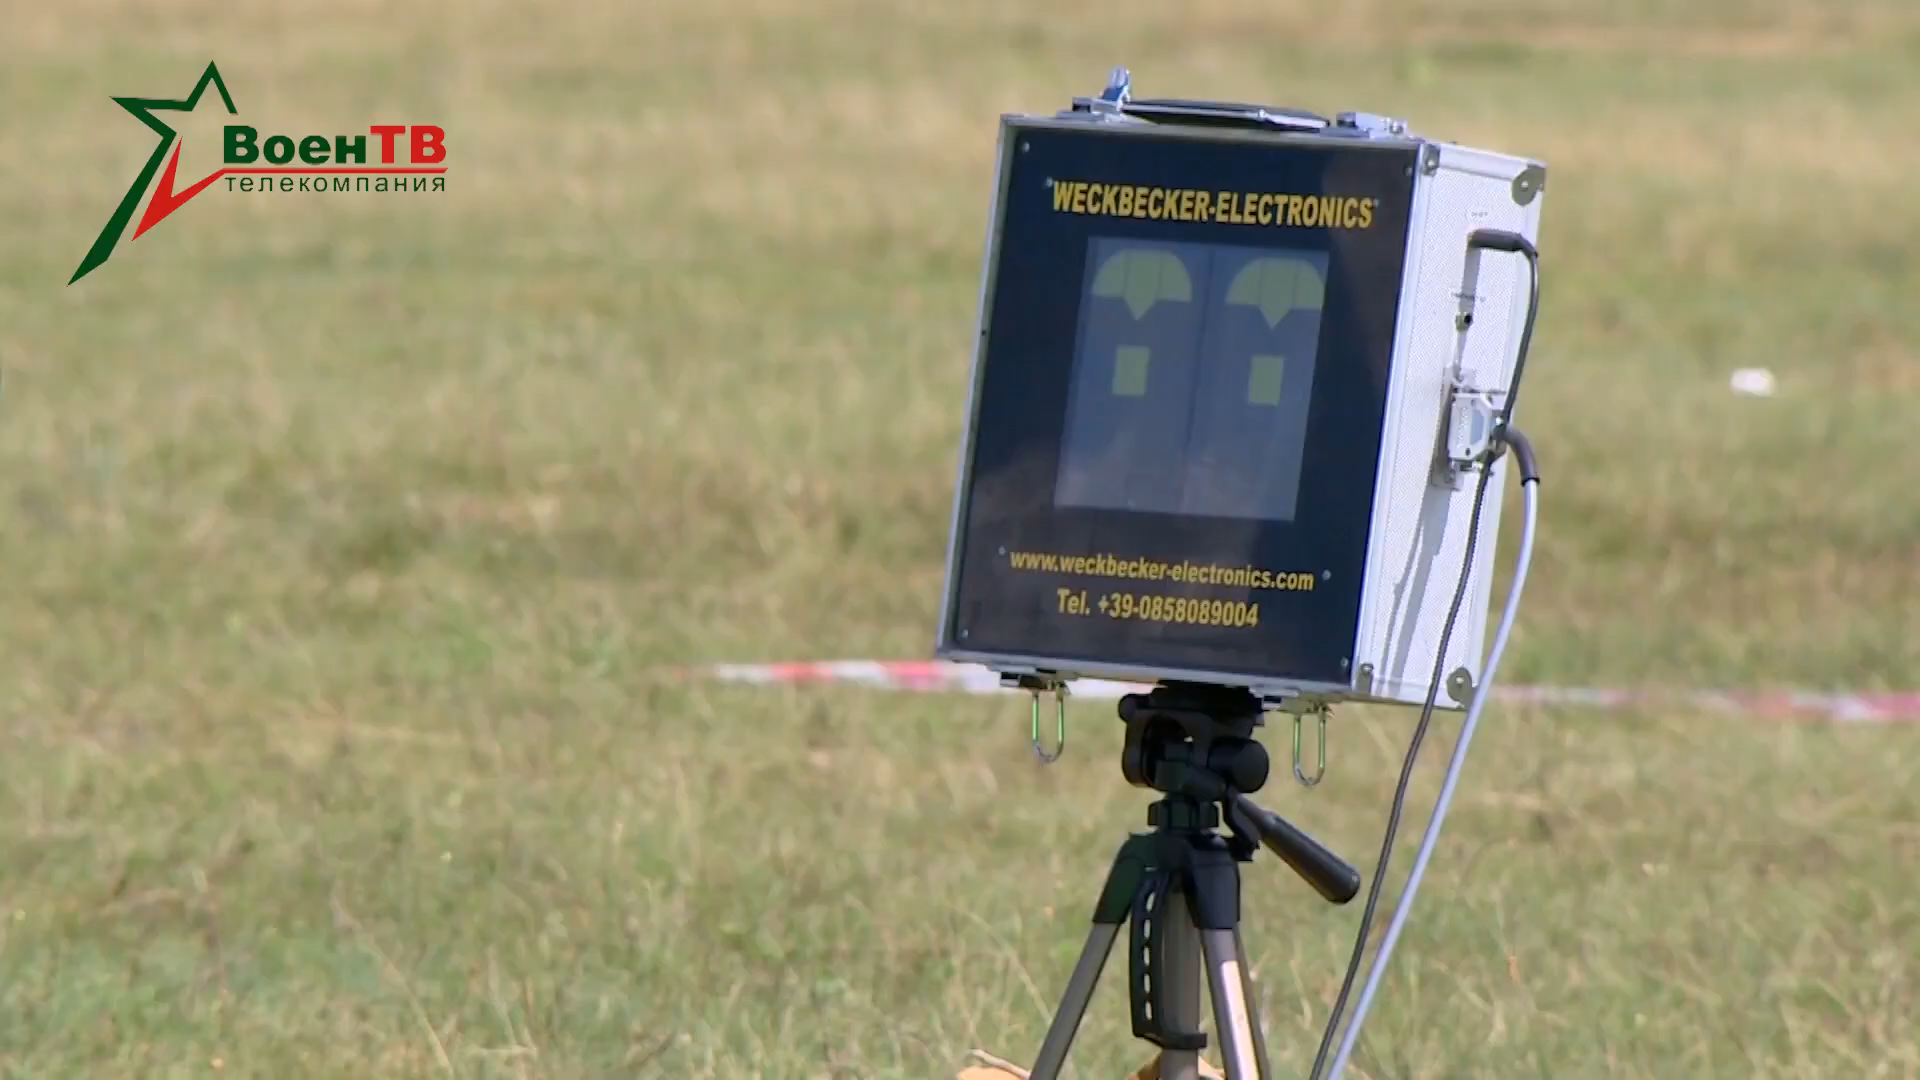 ВоенТВ
телекомпания
WECKBECKER-ELECTRONICS
www.weckbecker-electronics.com
Tel. +39-0858089004